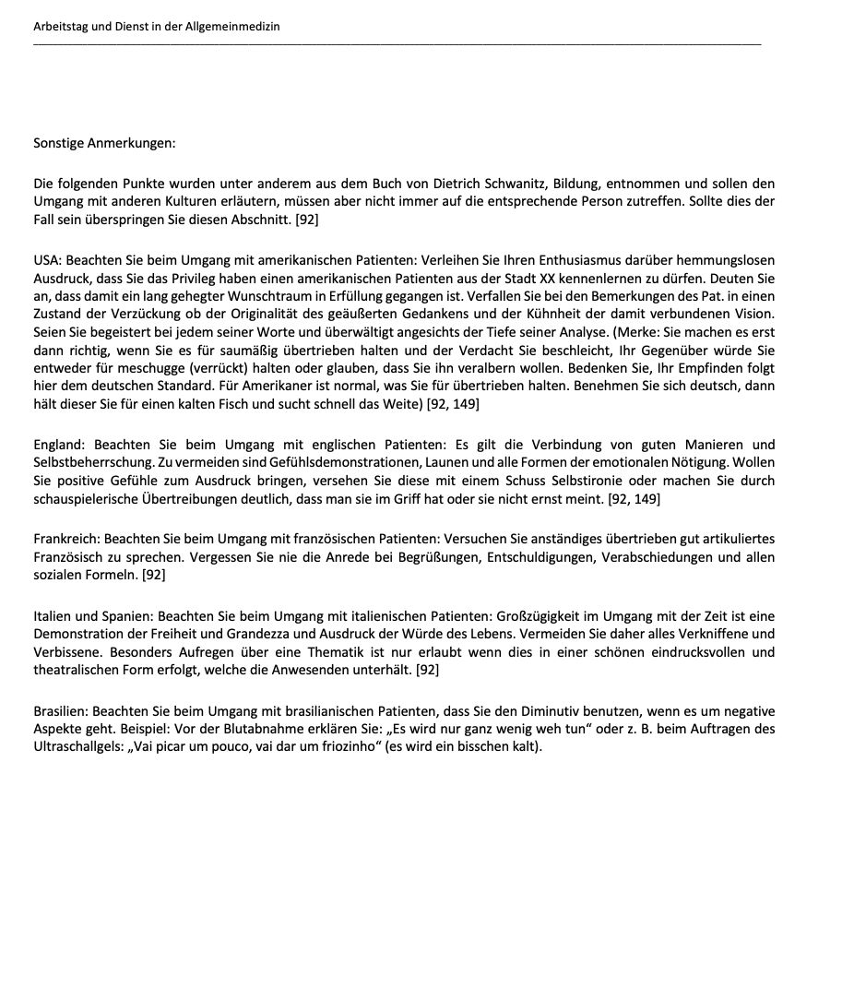 Arbeitstag und Dienst in der Allgemeinmedizin
Sonstige Anmerkungen:
Die folgenden Punkte wurden unter anderem aus dem Buch von Dietrich Schwanitz, Bildung, entnommen und sollen den
Umgang mit anderen Kulturen erläutern, müssen aber nicht immer auf die entsprechende Person zutreffen. Sollte dies der
Fall sein überspringen Sie diesen Abschnitt. [92]
USA: Beachten Sie beim Umgang mit amerikanischen Patienten: Verleihen Sie Ihren Enthusiasmus darüber hemmungslosen
Ausdruck, dass Sie das Privileg haben einen amerikanischen Patienten aus der Stadt XX kennenlernen zu dürfen. Deuten Sie
an, dass damit ein lang gehegter Wunschtraum in Erfüllung gegangen ist. Verfallen Sie bei den Bemerkungen des Pat. in einen
Zustand der Verzückung ob der Originalität des geäußerten Gedankens und der Kühnheit der damit verbundenen Vision.
Seien Sie begeistert bei jedem seiner Worte und überwältigt angesichts der Tiefe seiner Analyse. (Merke: Sie machen es erst
dann richtig, wenn Sie es für saumäßig übertrieben halten und der Verdacht Sie beschleicht, Ihr Gegenüber würde Sie
entweder für meschugge (verrückt) halten oder glauben, dass Sie ihn veralbern wollen. Bedenken Sie, Ihr Empfinden folgt
hier dem deutschen Standard. Für Amerikaner ist normal, was Sie für übertrieben halten. Benehmen Sie sich deutsch, dann
hält dieser Sie für einen kalten Fisch und sucht schnell das Weite) [92, 149]
England: Beachten Sie beim Umgang mit englischen Patienten: Es gilt die Verbindung von guten Manieren und
Selbstbeherrschung. Zu vermeiden sind Gefühlsdemonstrationen, Launen und alle Formen der emotionalen Nötigung. Wollen
Sie positive Gefühle zum Ausdruck bringen, versehen Sie diese mit einem Schuss Selbstironie oder machen Sie durch
schauspielerische Übertreibungen deutlich, dass man sie im Griff hat oder sie nicht ernst meint. [92, 149]
Frankreich: Beachten Sie beim Umgang mit französischen Patienten: Versuchen Sie anständiges übertrieben gut artikuliertes
Französisch zu sprechen. Vergessen Sie nie die Anrede bei Begrüßungen, Entschuldigungen, Verabschiedungen und allen
sozialen Formeln. [92]
Italien und Spanien: Beachten Sie beim Umgang mit italienischen Patienten: Großzügigkeit im Umgang mit der Zeit ist eine
Demonstration der Freiheit und Grandezza und Ausdruck der Würde des Lebens. Vermeiden Sie daher alles Verkniffene und
Verbissene. Besonders Aufregen über eine Thematik ist nur erlaubt wenn dies in einer schönen eindrucksvollen und
theatralischen Form erfolgt, welche die Anwesenden unterhält. [92]
Brasilien: Beachten Sie beim Umgang mit brasilianischen Patienten, dass Sie den Diminutiv benutzen, wenn es um negative
Aspekte geht. Beispiel: Vor der Blutabnahme erklären Sie: „Es wird nur ganz wenig weh tun“ oder z. B. beim Auftragen des
Ultraschallgels: „Vai picar um pouco, vai dar um friozinho“ (es wird ein bisschen kalt).